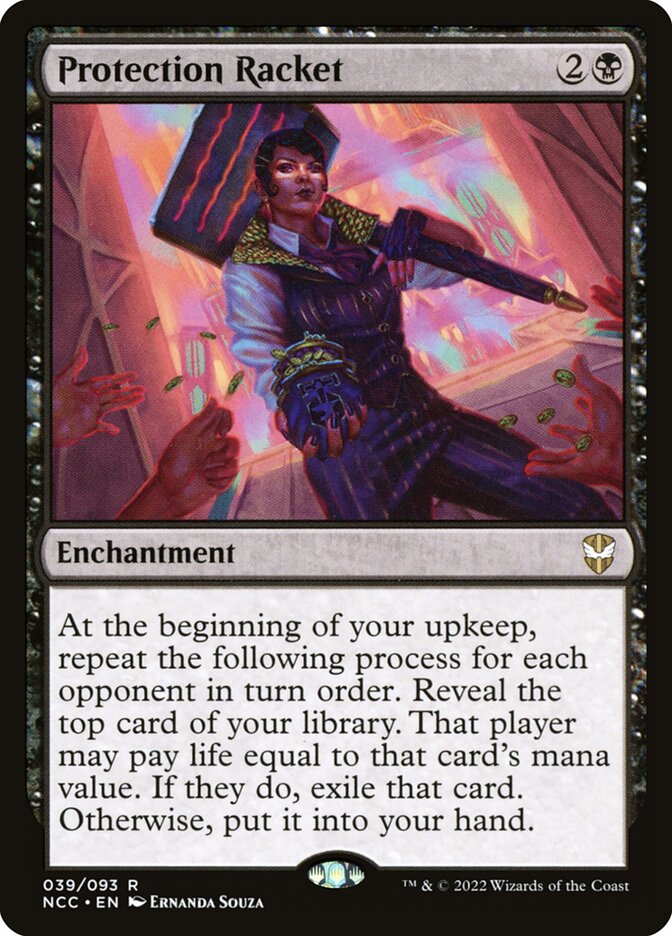 Protection Racket 2
Enchantment
At the beginning of your upkeep,
repeat the following process for each
opponent in turn order. Reveal the
top card of your library. That player
may pay life equal to that card's mana
value. If they do, exile that card.
Otherwise, put it into your hand.
039/093 R
™ & © 2022 Wizards of the Coast
NCC • EN Ernanda Souza